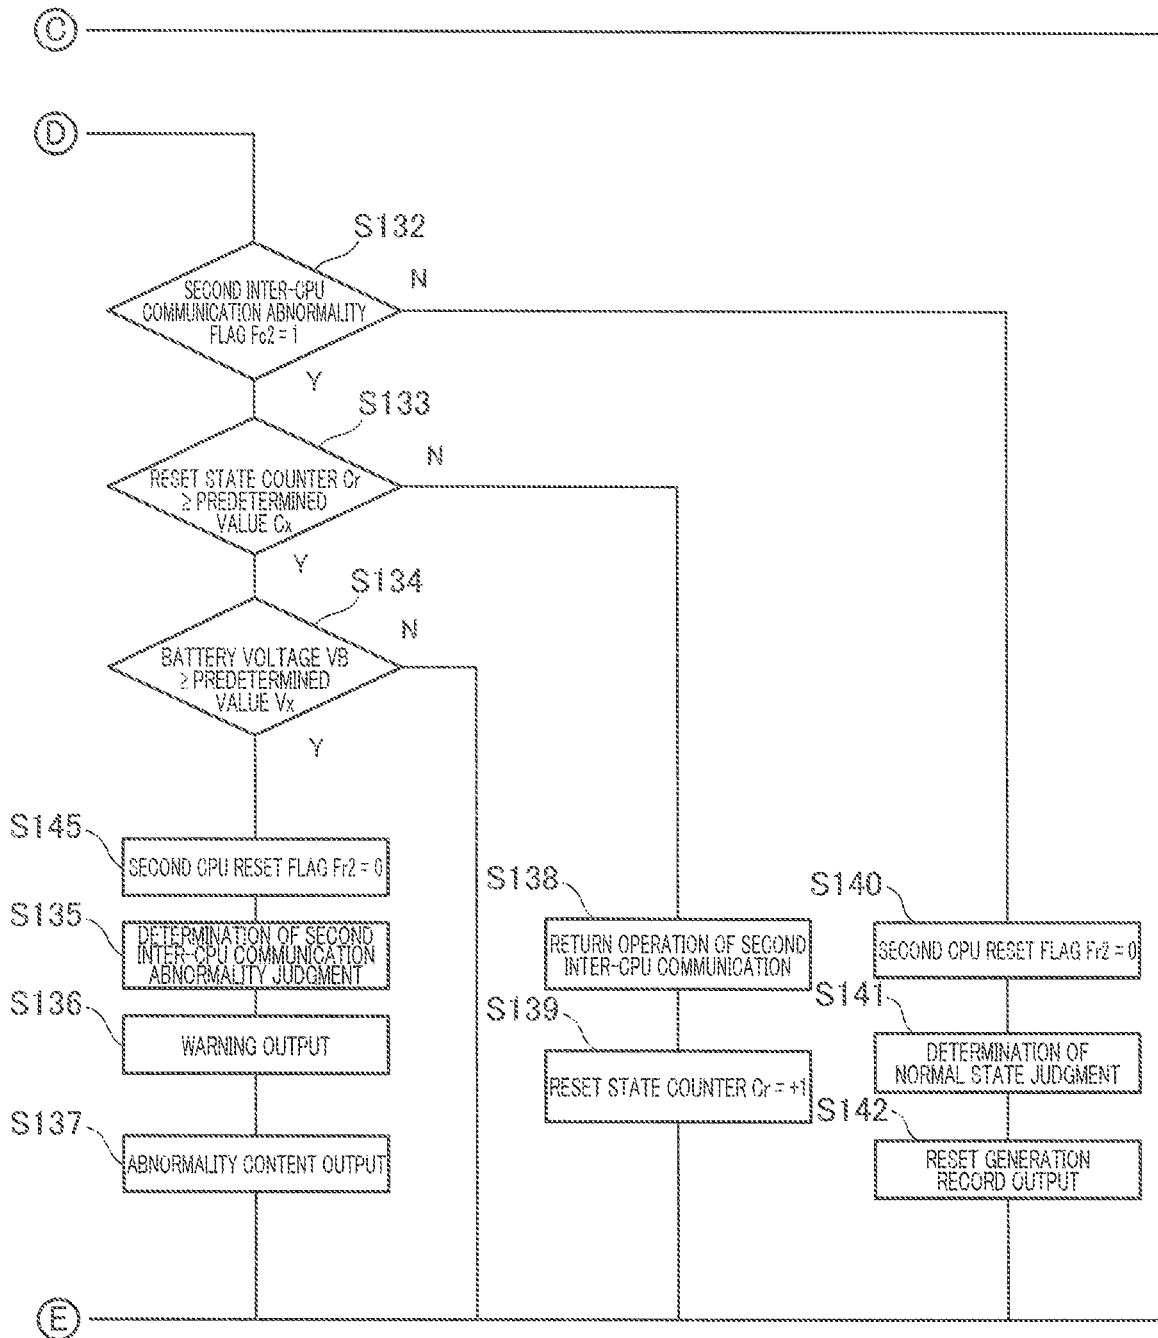 C
D
S132
N
SECOND INTER-CPU
COMMUNICATION ABNORMALITY
FLAG Fc2 = 1
Y
S133
N
RESET STATE COUNTER Cr
≥ PREDETERMINED
VALUE Cx
Y
S134
N
BATTERY VOLTAGE VB
≥ PREDETERMINED
VALUE Vx
Y
S145
SECOND CPU RESET FLAG Fr2 = 0
S135
DETERMINATION OF SECOND
INTER-CPU COMMUNICATION
ABNORMALITY JUDGMENT
S136
WARNING OUTPUT
S137
ABNORMALITY CONTENT OUTPUT
S138
RETURN OPERATION OF SECOND
INTER-CPU COMMUNICATION
S139
RESET STATE COUNTER Cr = +1
S140
SECOND CPU RESET FLAG Fr2 = 0
S141
DETERMINATION OF
NORMAL STATE JUDGMENT
S142
RESET GENERATION
RECORD OUTPUT
E